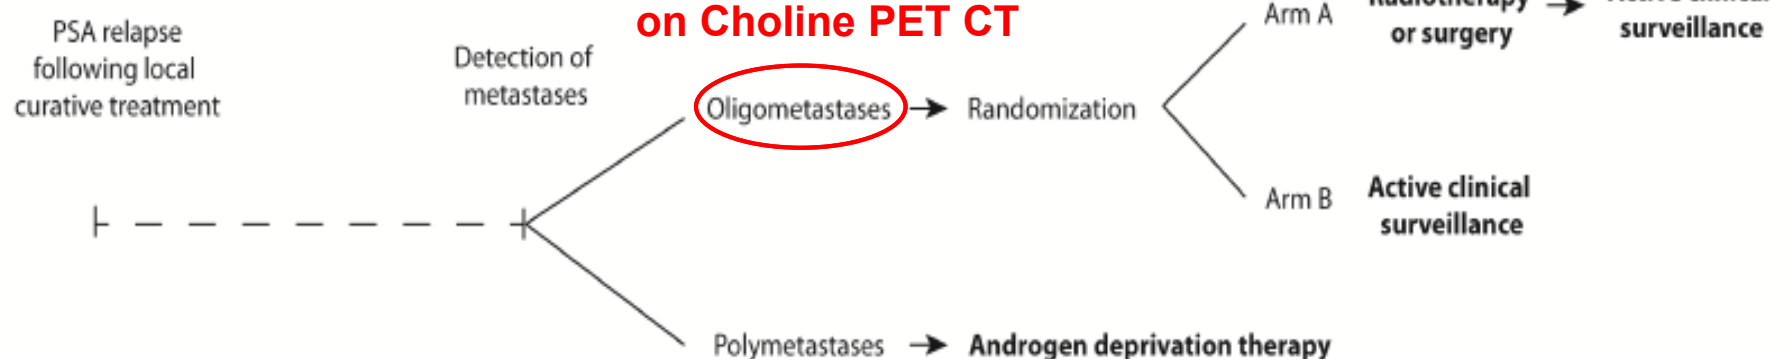 on Choline PET CT
PSA relapse
following local
curative treatment
Detection of
metastases
Oligometastases
Randomization
Arm A
Radiotherapy
or surgery
surveillance
Arm B
Active clinical
surveillance
Polymetastases
Androgen deprivation therapy